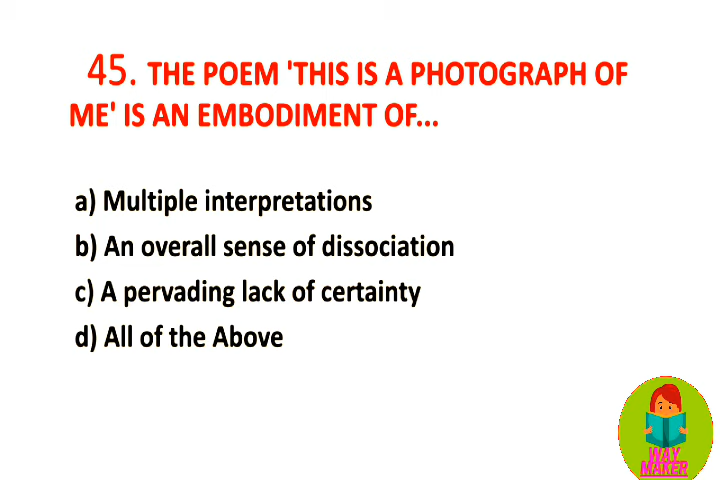 45. THE POEM 'THIS IS A PHOTOGRAPH OF
ME' IS AN EMBODIMENT OF...
a) Multiple interpretations
b) An overall sense of dissociation
c) A pervading lack of certainty
d) All of the Above
WAY
MAKER